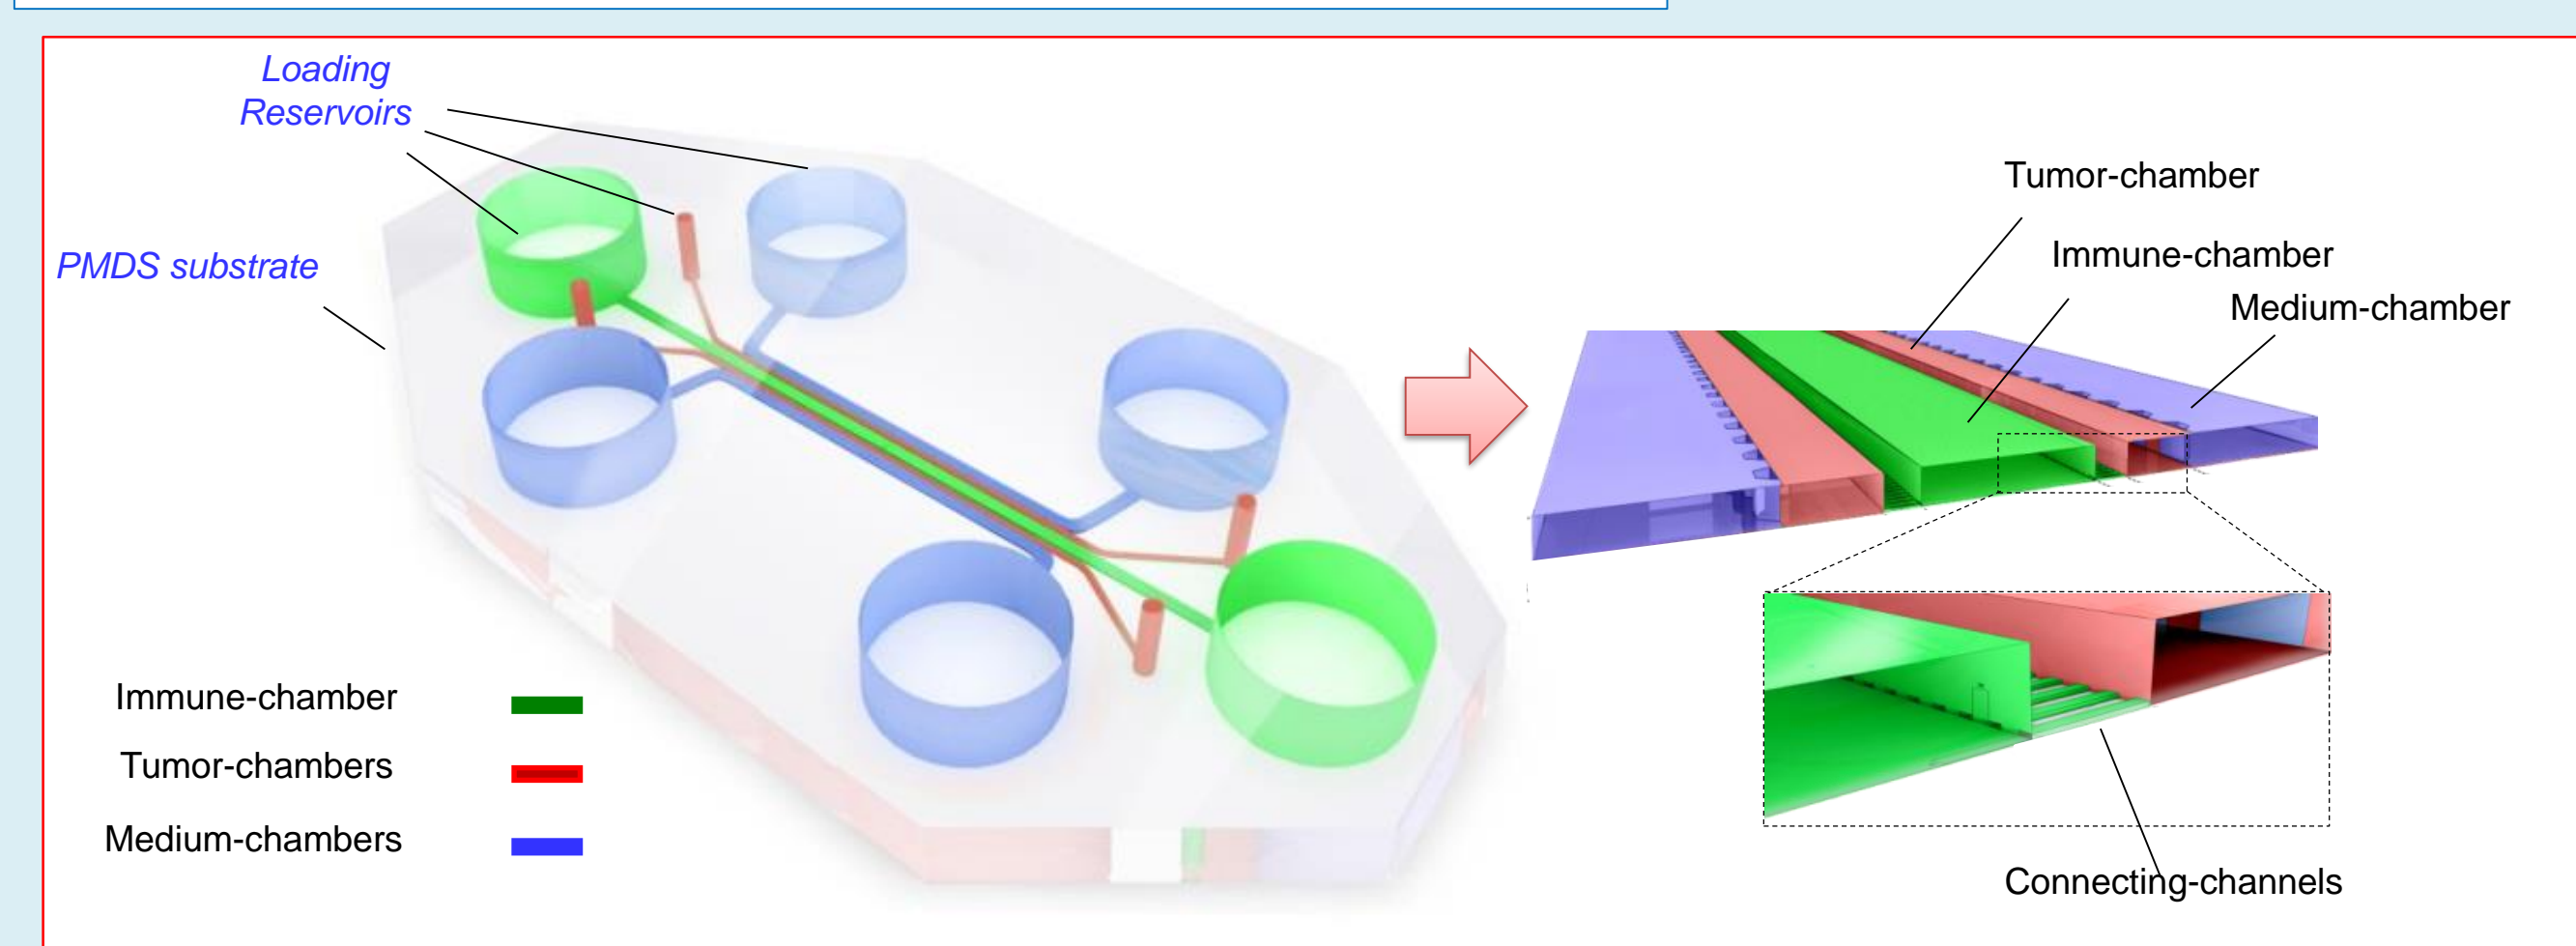 Loading
Reservoirs
PMDS substrate
Tumor-chamber
Immune-chamber
Medium-chamber
Immune-chamber
Tumor-chambers
Medium-chambers
Connecting-channels